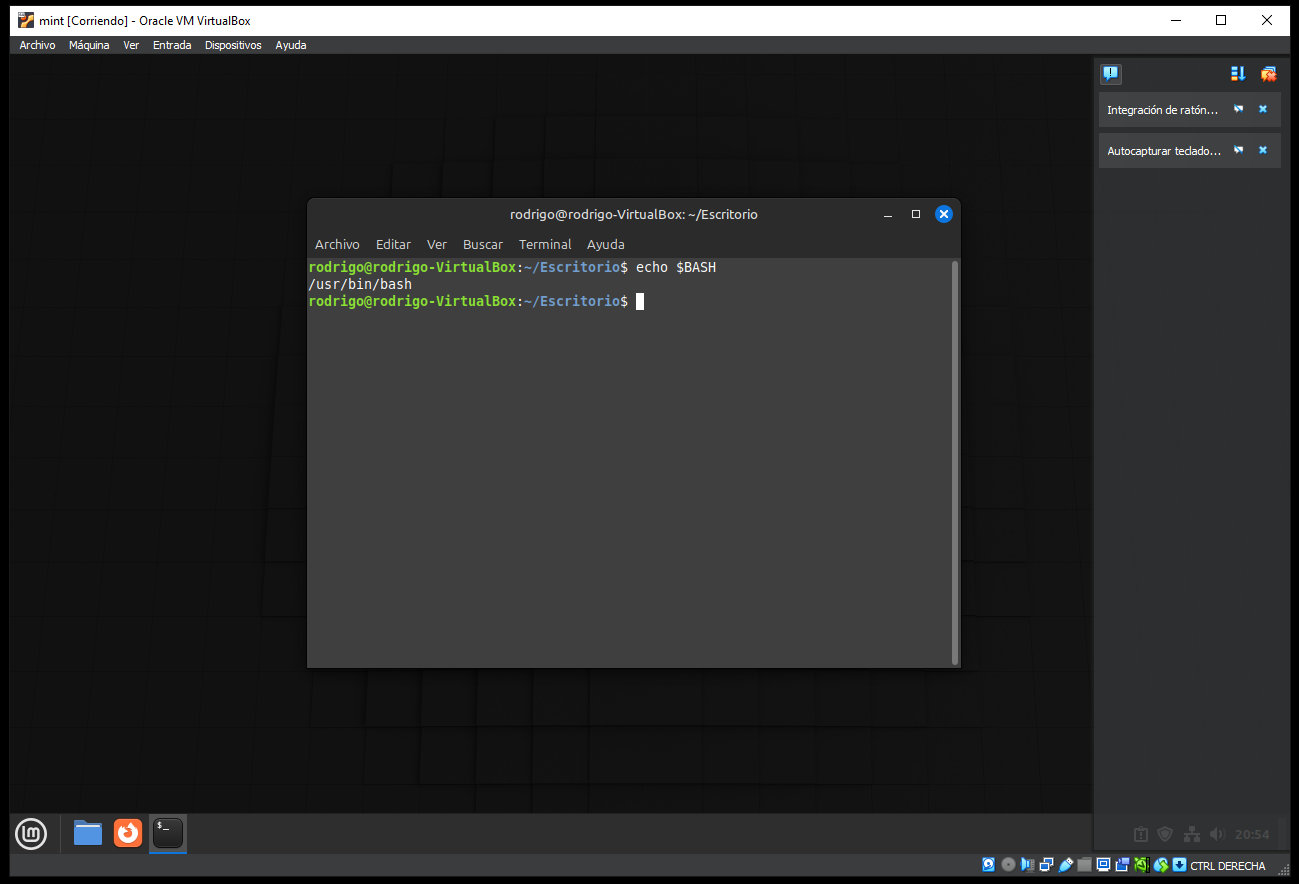 mint [Corriendo] - Oracle VM VirtualBox
Archivo Máquina Ver Entrada Dispositivos Ayuda
Integración de ratón...
Autocapturar teclado...
rodrigo@rodrigo-VirtualBox: ~/Escritorio
Archivo Editar Ver Buscar Terminal Ayuda
rodrigo@rodrigo-VirtualBox:~/Escritorio$ echo $BASH
/usr/bin/bash
rodrigo@rodrigo-VirtualBox:~/Escritorio$
$_
20:54
CTRL DERECHA